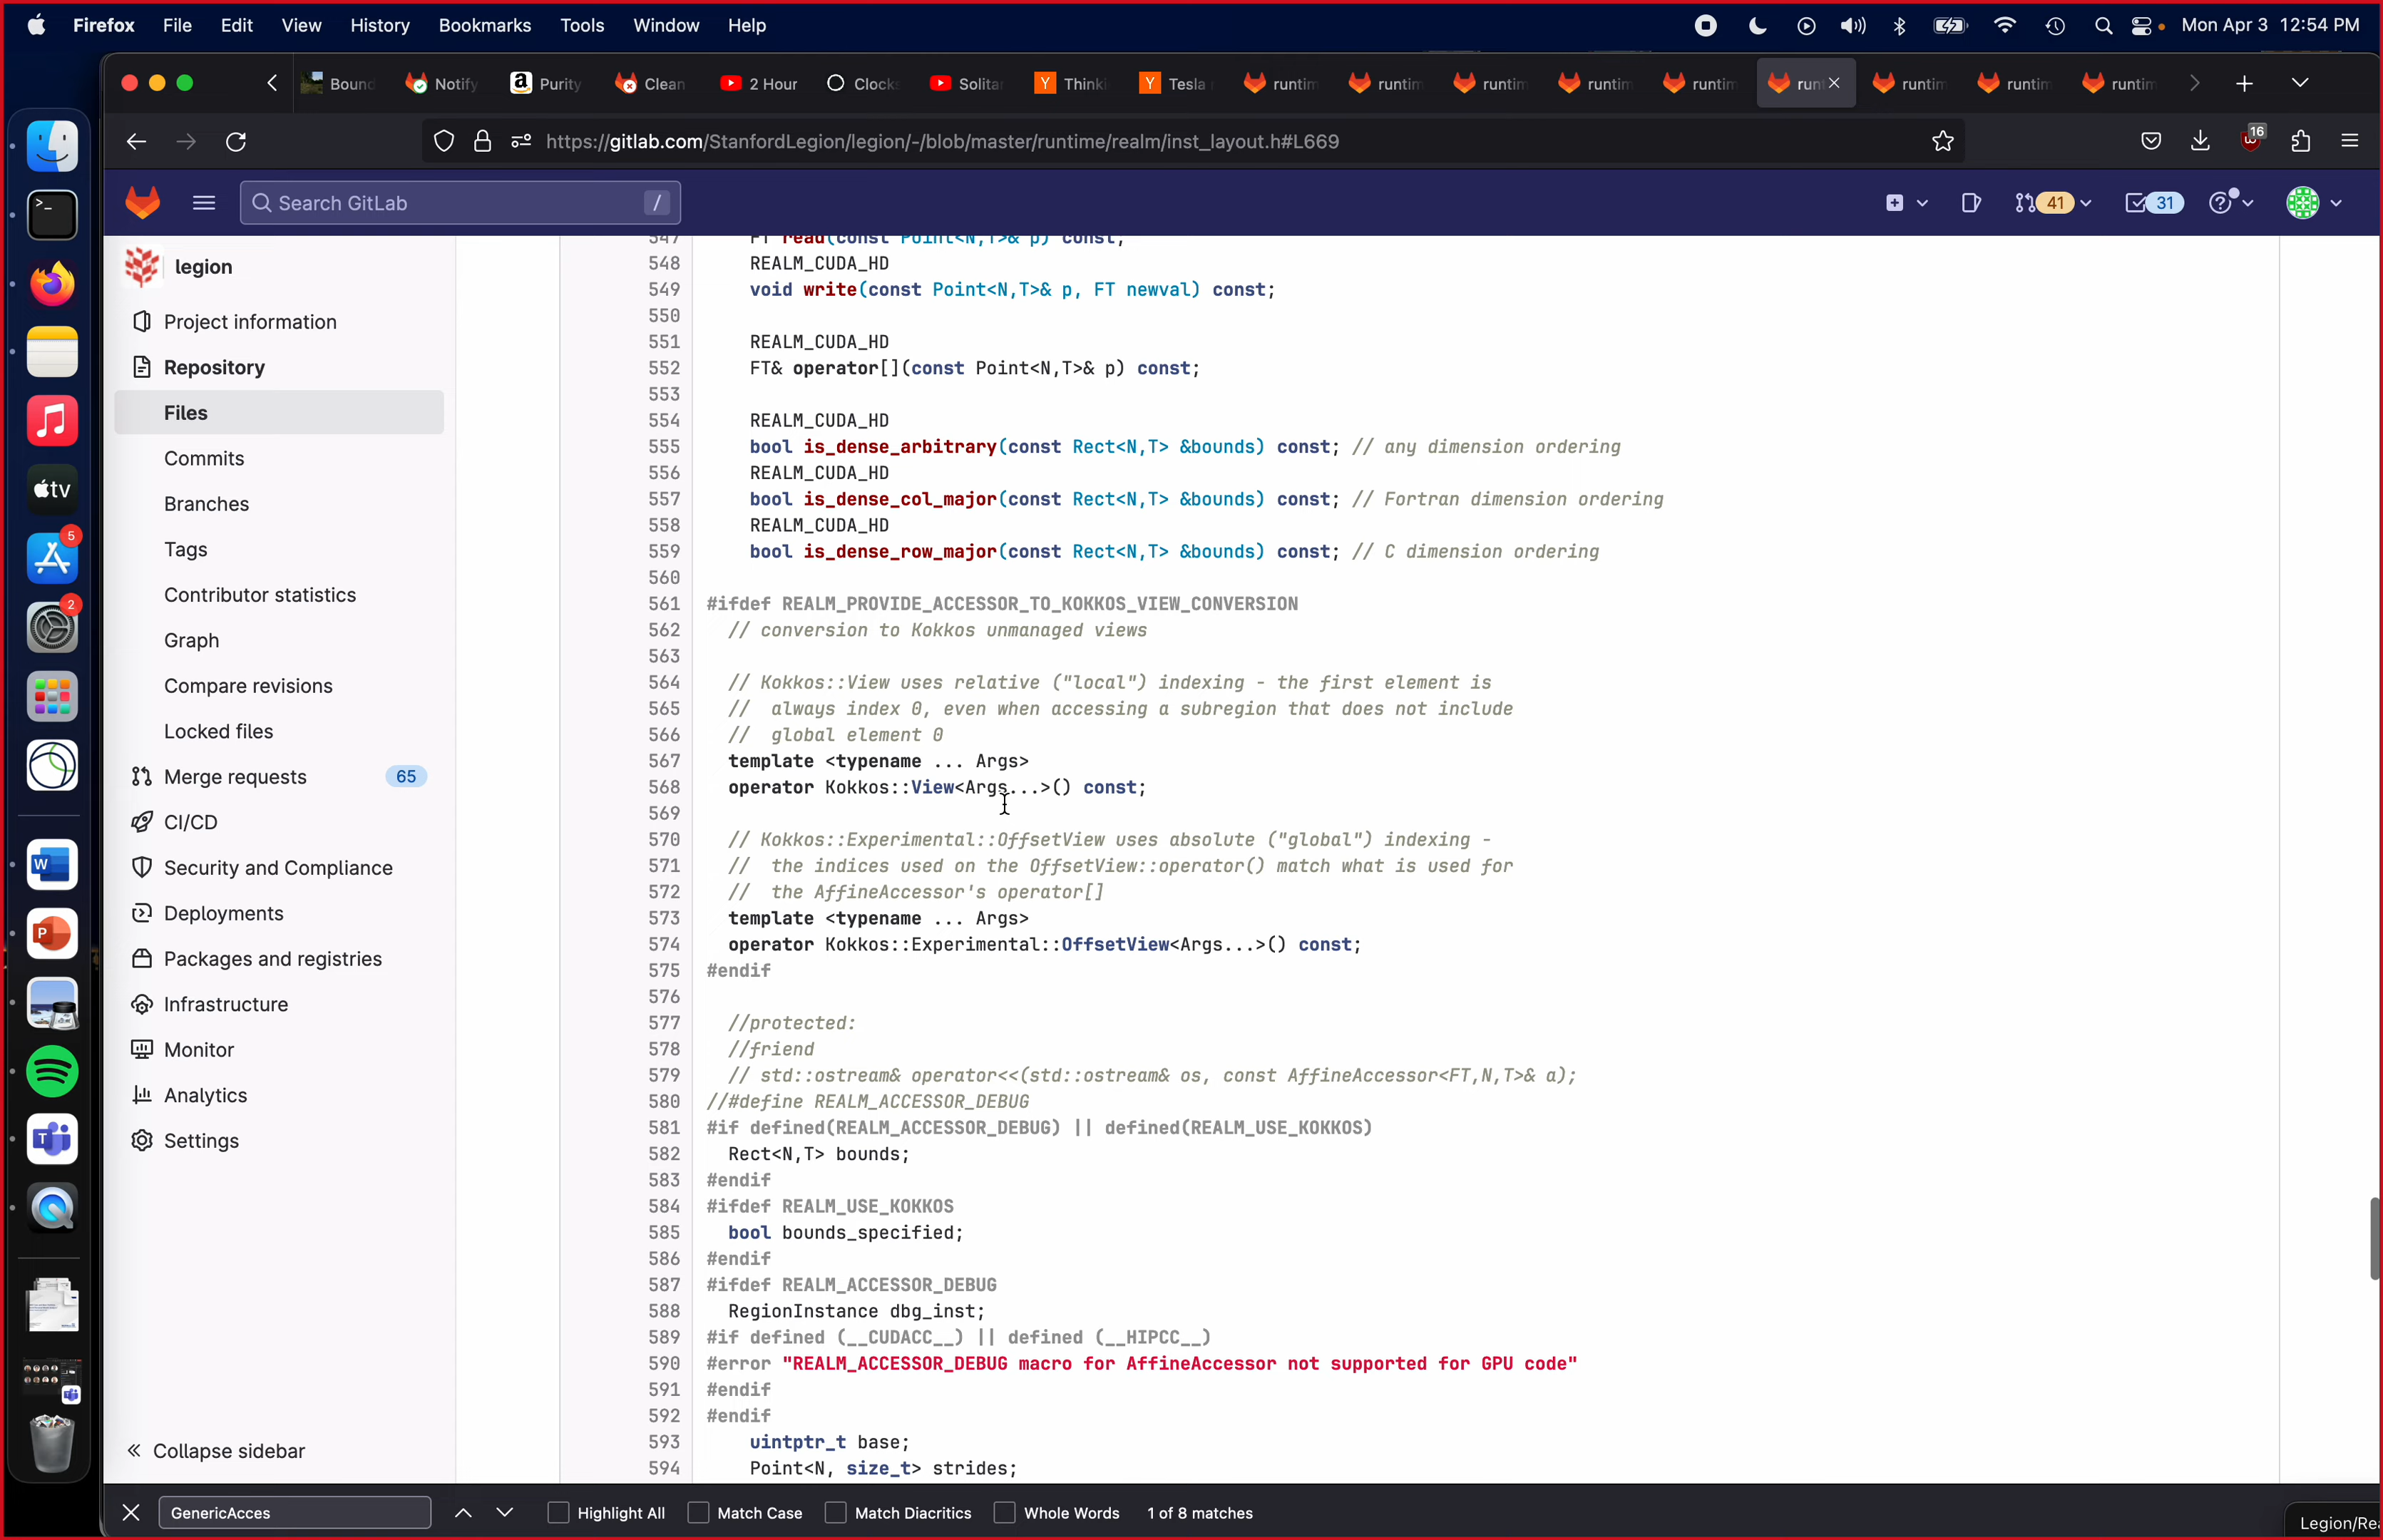 Firefox File Edit View History Bookmarks Tools Window Help Mon Apr 3 12:54 PM
Bound Notify Purity Clean 2 Hour Clocks Solita Think Tesla runtim runtim runtim runtim runtim run runtim runtim runtim
https://gitlab.com/StanfordLegion/legion/-/blob/master/runtime/realm/inst_layout.h#L669 16
Search GitLab / 41 31
legion
Project information
Repository
Files
Commits
Branches
Tags
Contributor statistics
Graph
Compare revisions
Locked files
Merge requests 65
CI/CD
Security and Compliance
Deployments
Packages and registries
Infrastructure
Monitor
Analytics
Settings
Collapse sidebar
tv
5
2
547 FT read(const Point<N,T>& p) const;
548 REALM_CUDA_HD
549 void write(const Point<N,T>& p, FT newval) const;
550
551 REALM_CUDA_HD
552 FT& operator[](const Point<N,T>& p) const;
553
554 REALM_CUDA_HD
555 bool is_dense_arbitrary(const Rect<N,T> &bounds) const; // any dimension ordering
556 REALM_CUDA_HD
557 bool is_dense_col_major(const Rect<N,T> &bounds) const; // Fortran dimension ordering
558 REALM_CUDA_HD
559 bool is_dense_row_major(const Rect<N,T> &bounds) const; // C dimension ordering
560
561 #ifdef REALM_PROVIDE_ACCESSOR_TO_KOKKOS_VIEW_CONVERSION
562 // conversion to Kokkos unmanaged views
563
564 // Kokkos::View uses relative ("local") indexing - the first element is
565 // always index 0, even when accessing a subregion that does not include
566 // global element 0
567 template <typename ... Args>
568 operator Kokkos::View<Args...>() const;
569
570 // Kokkos::Experimental::OffsetView uses absolute ("global") indexing -
571 // the indices used on the OffsetView::operator() match what is used for
572 // the AffineAccessor's operator[]
573 template <typename ... Args>
574 operator Kokkos::Experimental::OffsetView<Args...>() const;
575 #endif
576
577 //protected:
578 //friend
579 // std::ostream& operator<<(std::ostream& os, const AffineAccessor<FT,N,T>& a);
580 //#define REALM_ACCESSOR_DEBUG
581 #if defined(REALM_ACCESSOR_DEBUG) || defined(REALM_USE_KOKKOS)
582 Rect<N,T> bounds;
583 #endif
584 #ifdef REALM_USE_KOKKOS
585 bool bounds_specified;
586 #endif
587 #ifdef REALM_ACCESSOR_DEBUG
588 RegionInstance dbg_inst;
589 #if defined (__CUDACC__) || defined (__HIPCC__)
590 #error "REALM_ACCESSOR_DEBUG macro for AffineAccessor not supported for GPU code"
591 #endif
592 #endif
593 uintptr_t base;
594 Point<N, size_t> strides;
GenericAcces Highlight All Match Case Match Diacritics Whole Words 1 of 8 matches
Legion/Rea